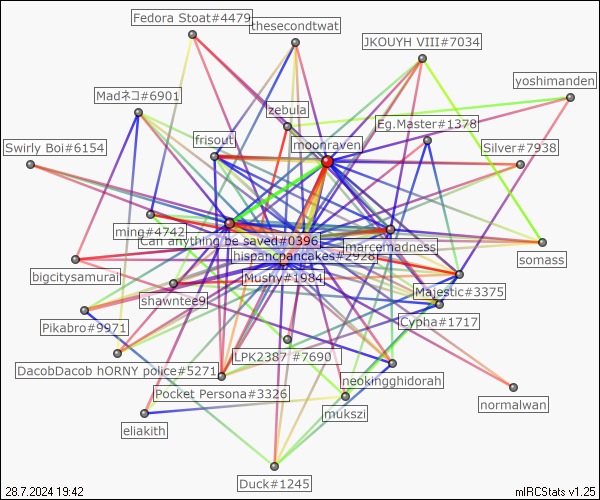 Fedora Stoat#4479
thesecondtwat
JKOUYH VIII#7034
yoshimanden
Madネコ#6901
zebula
Eg.Master#1378
frisout
moonraven
Swirly Boi#6154
Silver#7938
ming#4742
Can anything be saved#0396
marcemadness
somass
hispancpancakes#2928
bigcitysamurai
Mushy#1984
Majestic#3375
shawntee9
Cypha#1717
Pikabro#9971
LPK2387 #7690
DacobDacob hORNY police#5271
neokingghidorah
Pocket Persona#3326
normalwan
mukszi
eliakith
Duck#1245
28.7.2024 19:42
mIRCStats v1.25